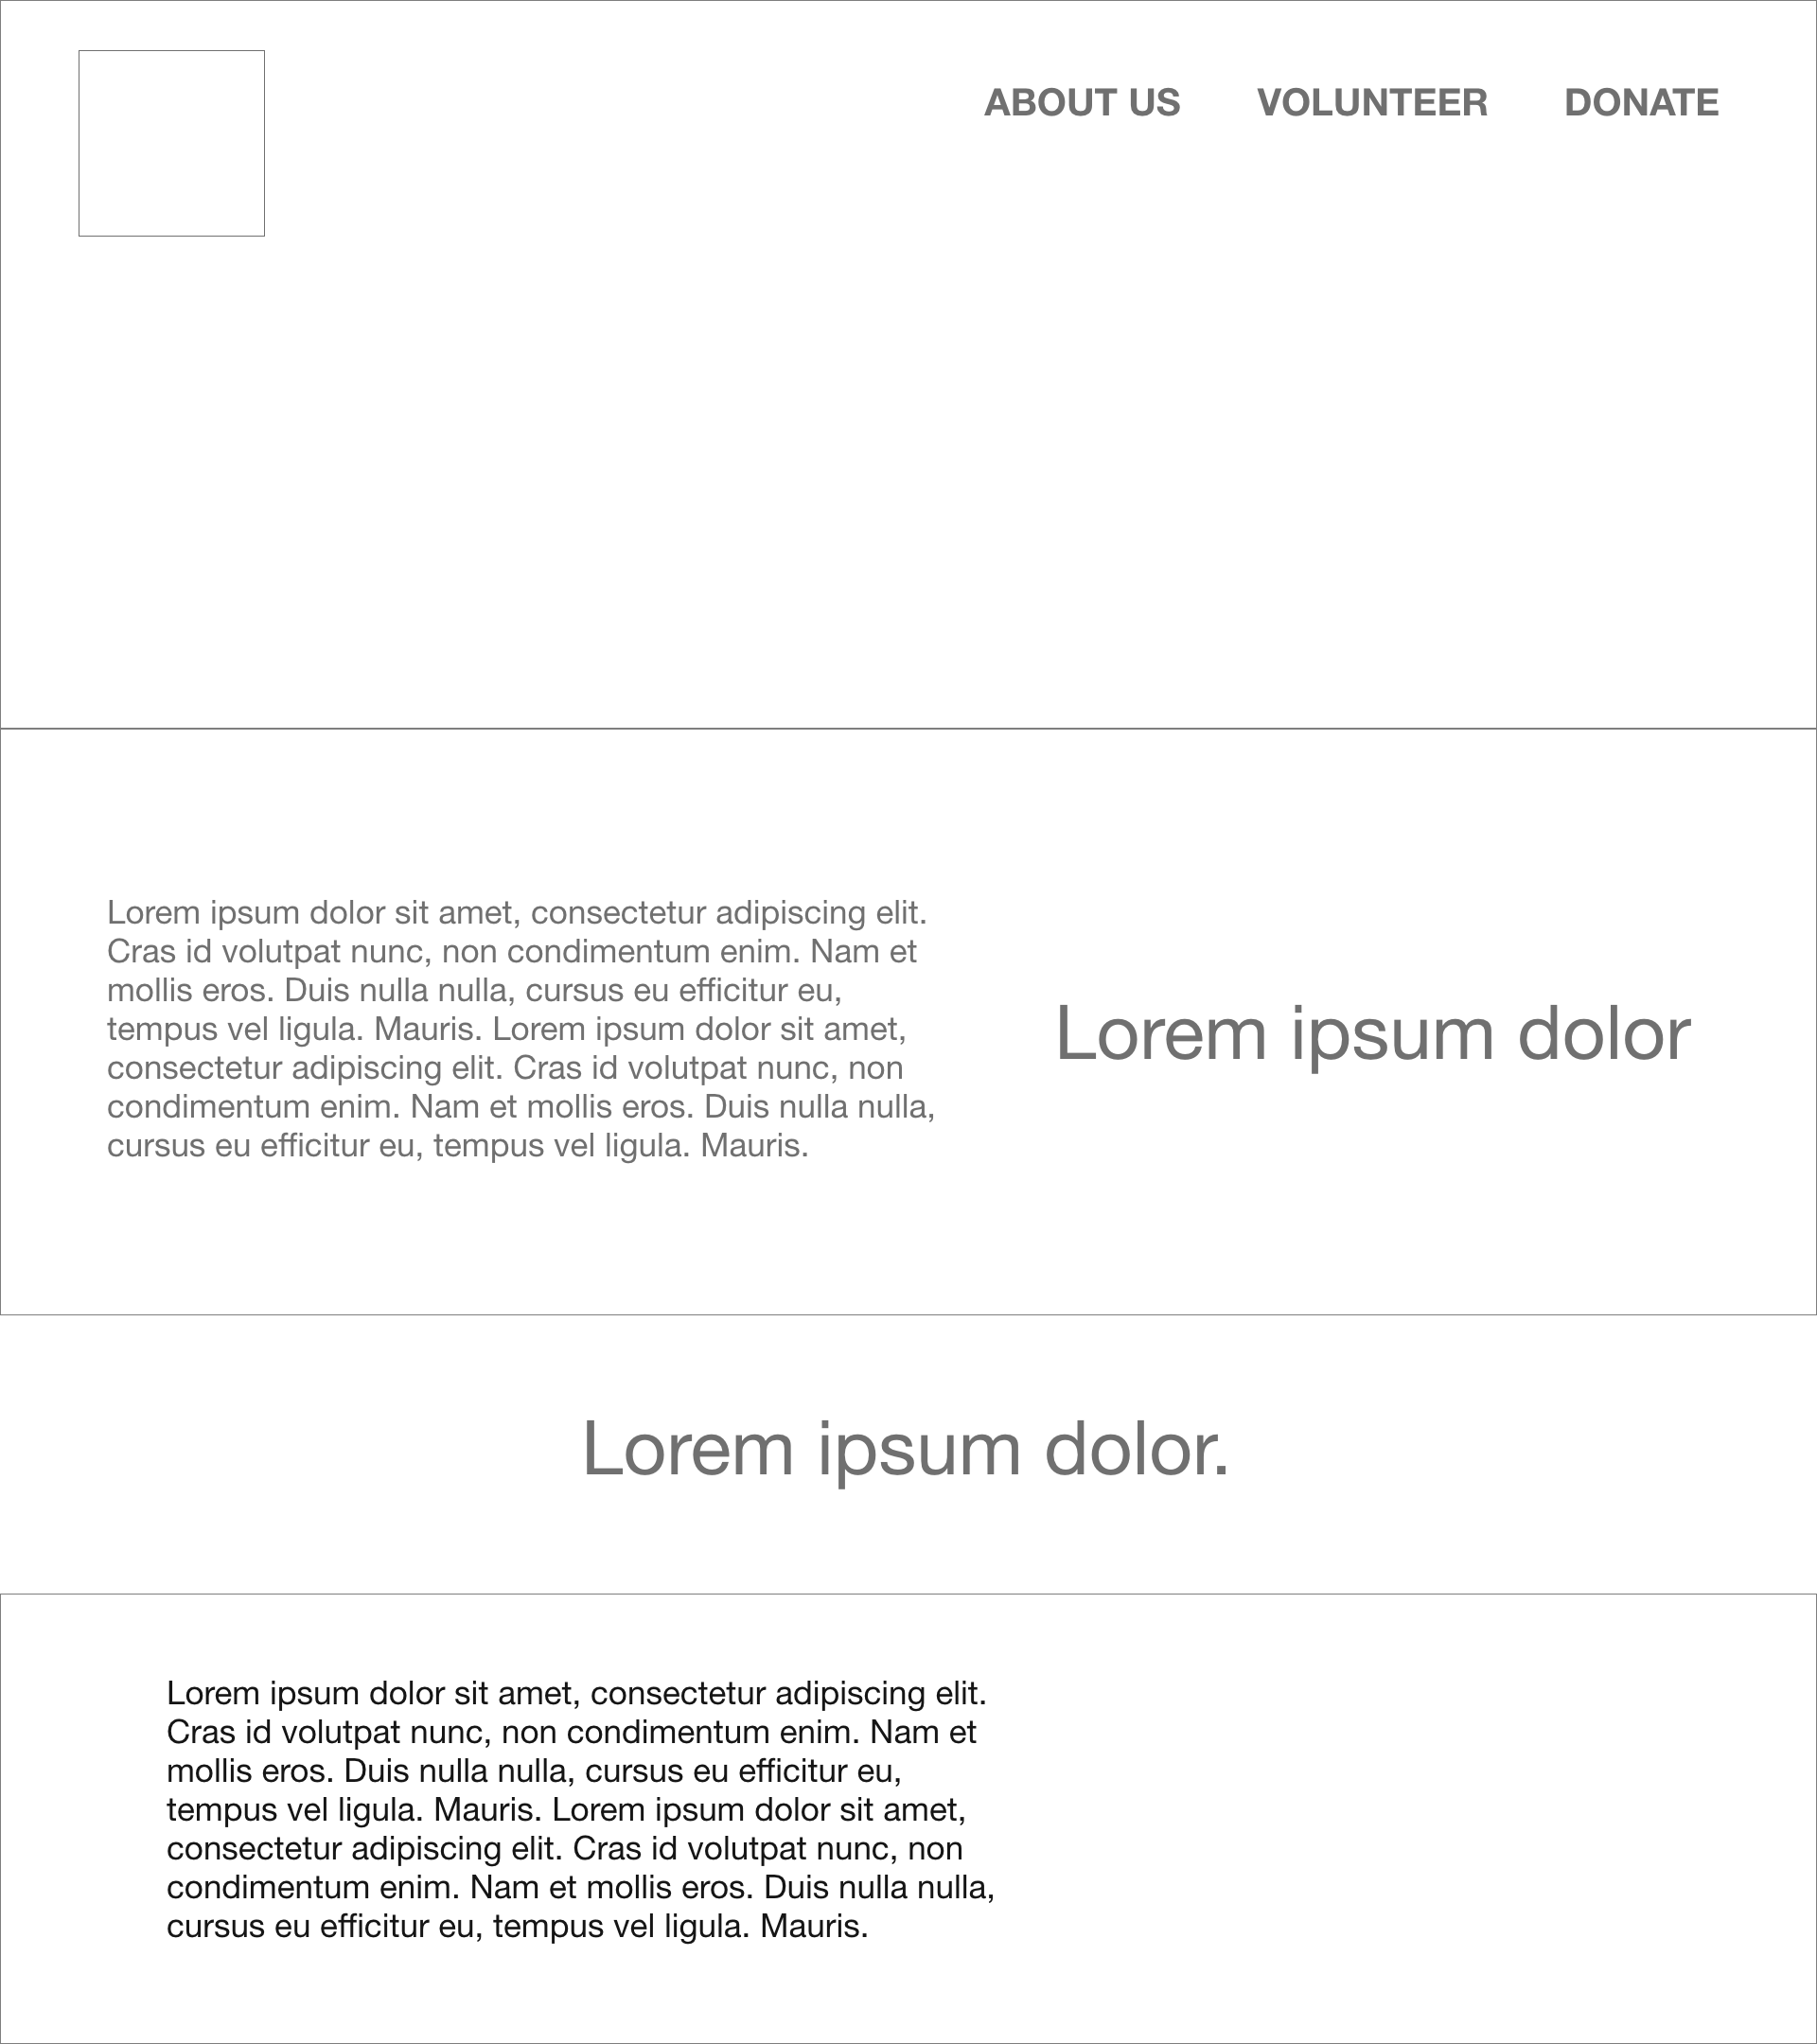 ABOUT US VOLUNTEER DONATE
Lorem ipsum dolor sit amet, consectetur adipiscing elit.
Cras id volutpat nunc, non condimentum enim. Nam et
mollis eros. Duis nulla nulla, cursus eu efficitur eu,
tempus vel ligula. Mauris. Lorem ipsum dolor sit amet,
consectetur adipiscing elit. Cras id volutpat nunc, non
condimentum enim. Nam et mollis eros. Duis nulla nulla,
cursus eu efficitur eu, tempus vel ligula. Mauris.
Lorem ipsum dolor
Lorem ipsum dolor.
Lorem ipsum dolor sit amet, consectetur adipiscing elit.
Cras id volutpat nunc, non condimentum enim. Nam et
mollis eros. Duis nulla nulla, cursus eu efficitur eu,
tempus vel ligula. Mauris. Lorem ipsum dolor sit amet,
consectetur adipiscing elit. Cras id volutpat nunc, non
condimentum enim. Nam et mollis eros. Duis nulla nulla,
cursus eu efficitur eu, tempus vel ligula. Mauris.